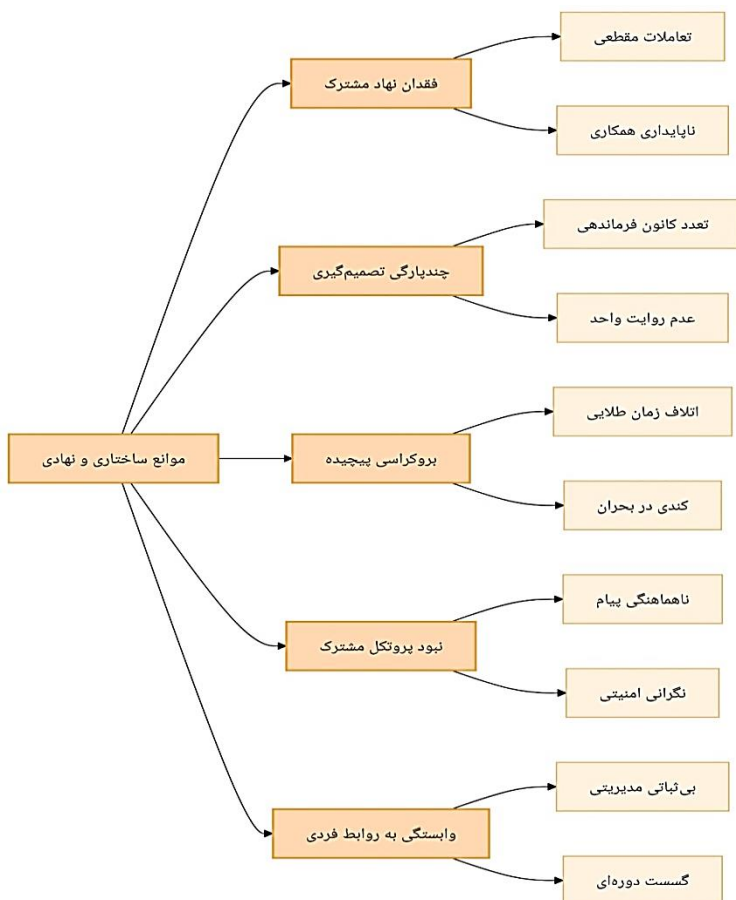 موانع ساختاری و نهادی
فقدان نهاد مشترک
تعاملات مقطعی
ناپایداری همکاری
چندپارگی تصمیم‌گیری
تعدد کانون فرماندهی
عدم روایت واحد
بروکراسی پیچیده
اتلاف زمان طلایی
کندی در بحران
نبود پروتکل مشترک
ناهماهنگی پیام
نگرانی امنیتی
وابستگی به روابط فردی
بی‌ثباتی مدیریتی
گسست دوره‌ای